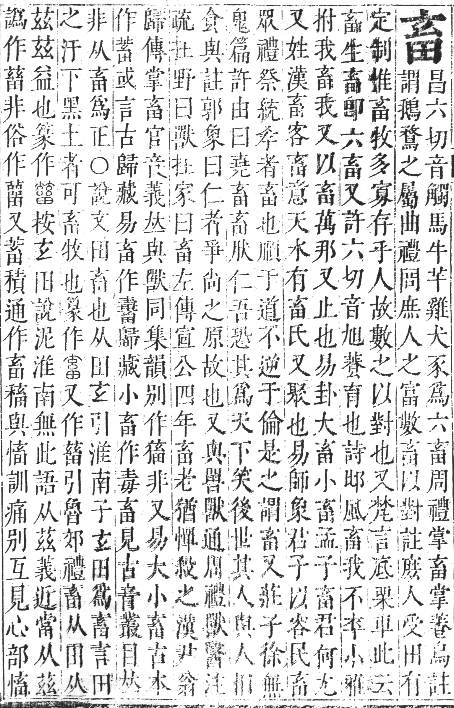 畜
昌六切音觸馬牛羊雞犬豕為六畜周禮掌畜掌養鳥註
謂鵝鶩之屬曲禮問庶人之富數畜以對註庶人受田有
定制惟畜牧多寡存乎人故數之以對也又梵言底栗車此云
畜生畜卽六畜又許六切音旭養育也詩邶風畜我不卒小雅
拊我畜我又以畜萬邦又止也易卦大畜小畜孟子畜君何尤
又姓漢畜客畜意天水有畜氏又聚也易師象君子以容民畜
眾禮祭統孝者畜也順于道不逆于倫是之謂畜又莊子徐無
鬼篇許由曰堯畜畜肰仁吾恐其為天下笑後世其人與人相
食與註郭象曰仁者爭尚之原故也又與嘼獸通周禮獸醫註
疏在野曰獸在家曰畜左傳宣公四年畜老猶憚殺之漢尹翁
歸傳掌畜官音義𠀤與獸同集韻別作非又易大小畜古本
作蓄或言古歸藏易畜作歸藏小畜作毒畜見古音叢目𠀤
非从畜為正○說文田畜也从田玄引淮南子玄田為畜言田
之汙下黑土者可畜牧也篆作畜又作引魯郊禮畜从田从
茲茲益也篆作按玄田說泥淮南無此語从茲義近當从茲
譌作蓄非俗作又蓄積通作畜稸與慉訓痛別互見心部慉